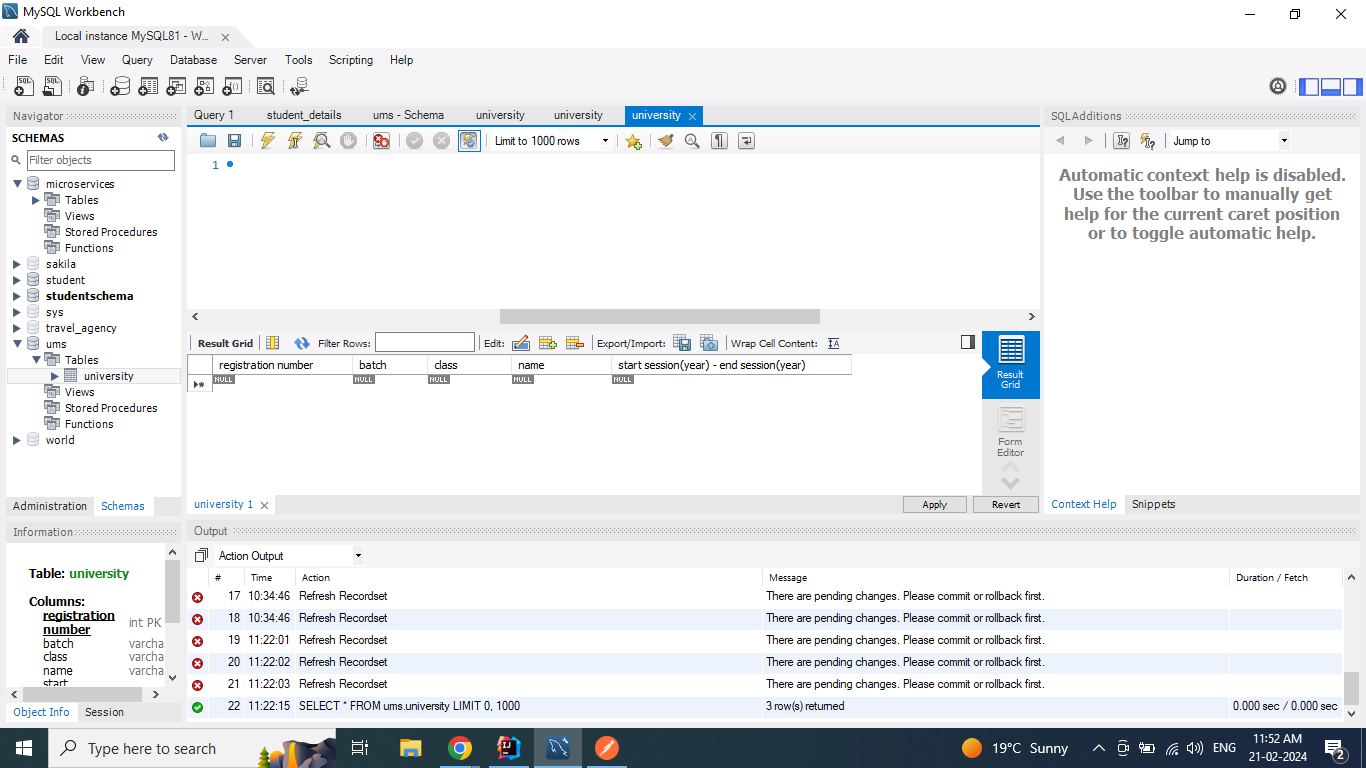 MySQL Workbench
Local instance MySQL81 - W...
File Edit View Query Database Server Tools Scripting Help
Navigator
SCHEMAS
Filter objects
microservices
Tables
Views
Stored Procedures
Functions
sakila
student
studentschema
sys
travel_agency
ums
Tables
university
Views
Stored Procedures
Functions
world
Administration Schemas
Information
Table: university
Columns:
registration number int PK
batch varcha
class varcha
name varcha
start
Object Info Session
Query 1 student_details ums - Schema university university university
Limit to 1000 rows
1
Result Grid Filter Rows: Edit: Export/Import: Wrap Cell Content:
registration number batch class name start session(year) - end session(year)
NULL NULL NULL NULL NULL
Result Grid
Form Editor
university 1 Apply Revert
SQLAdditions
Jump to
Automatic context help is disabled.
Use the toolbar to manually get
help for the current caret position
or to toggle automatic help.
Context Help Snippets
Output
Action Output
# Time Action Message Duration / Fetch
17 10:34:46 Refresh Recordset There are pending changes. Please commit or rollback first.
18 10:34:46 Refresh Recordset There are pending changes. Please commit or rollback first.
19 11:22:01 Refresh Recordset There are pending changes. Please commit or rollback first.
20 11:22:02 Refresh Recordset There are pending changes. Please commit or rollback first.
21 11:22:03 Refresh Recordset There are pending changes. Please commit or rollback first.
22 11:22:15 SELECT * FROM ums.university LIMIT 0, 1000 3 row(s) returned 0.000 sec / 0.000 sec
Type here to search
19°C Sunny
ENG
11:52 AM
21-02-2024
2